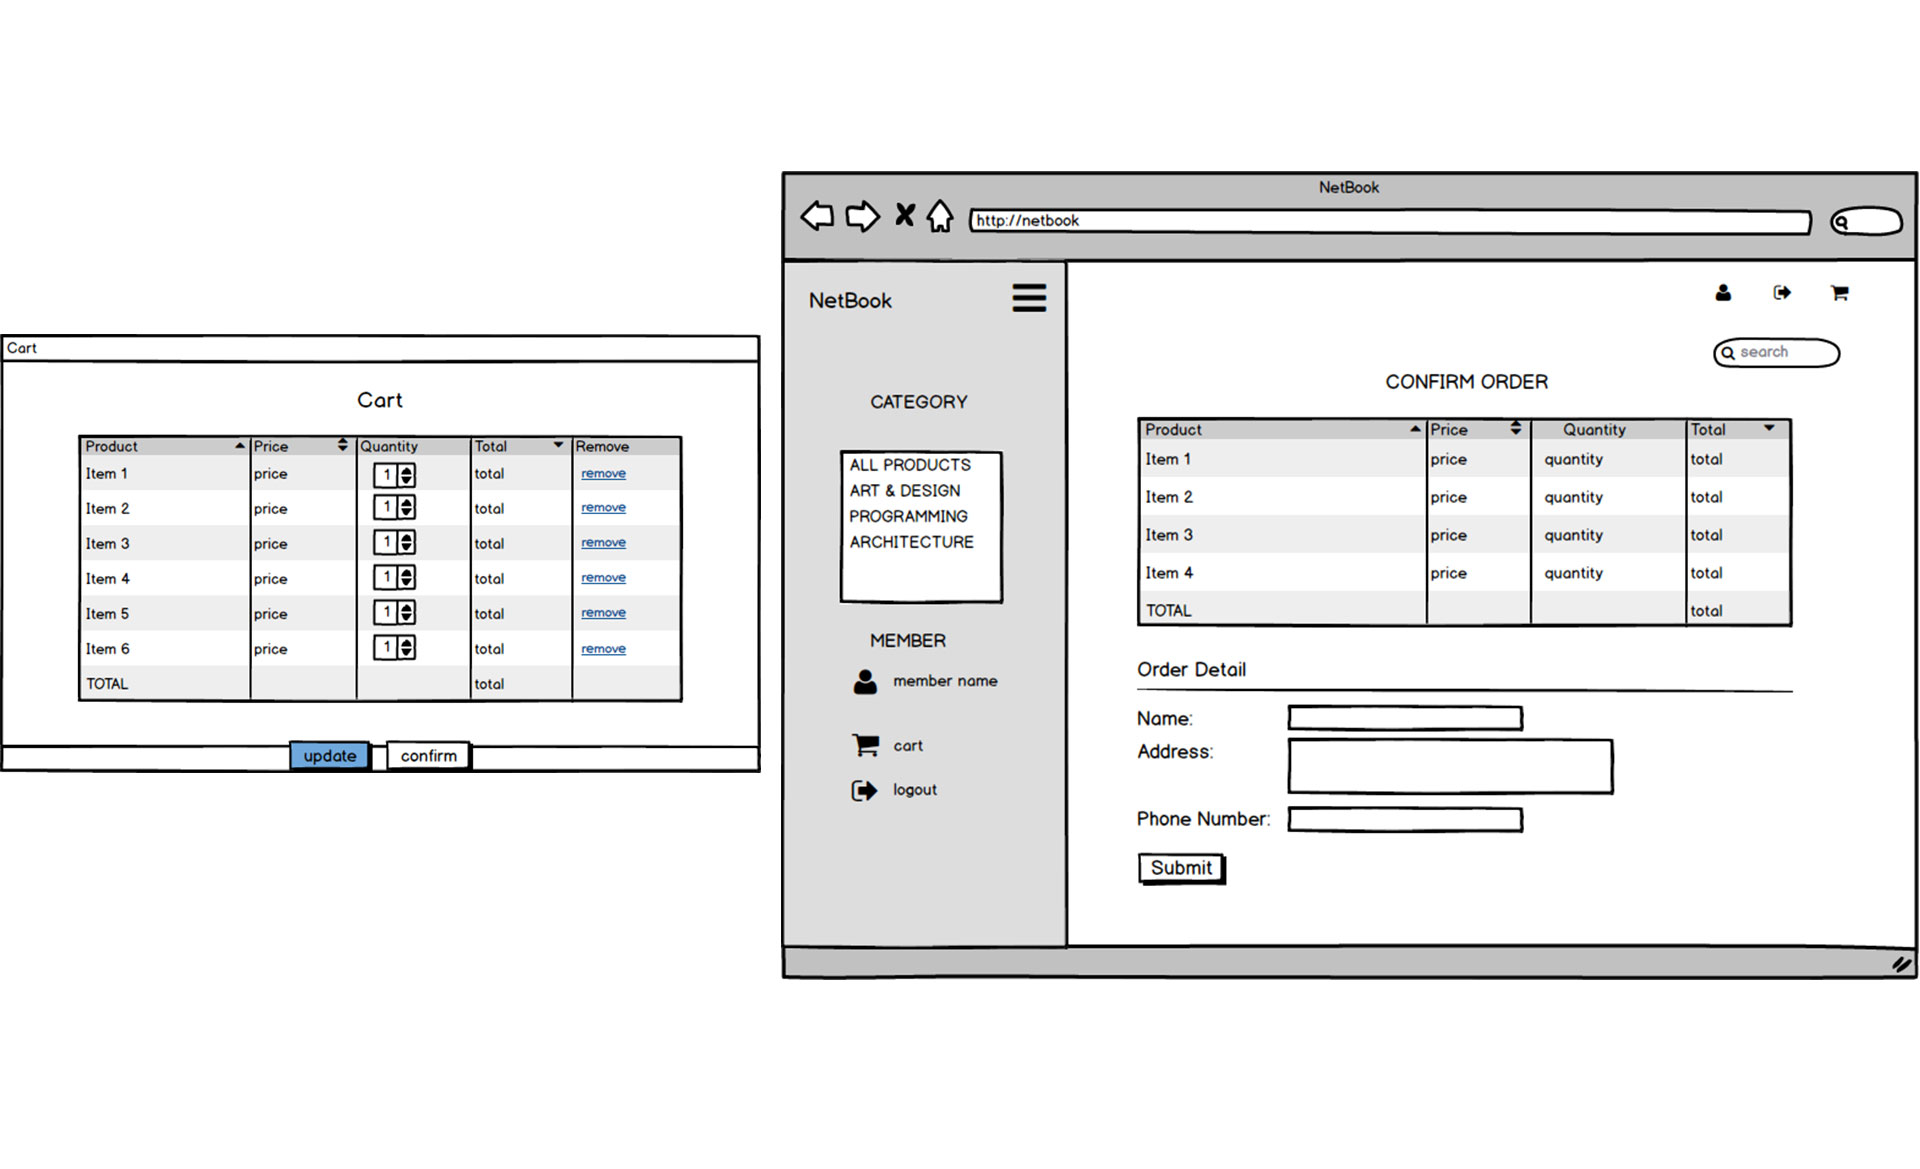 Cart
Cart
Product Price Quantity Total Remove
Item 1 price 1 total remove
Item 2 price 1 total remove
Item 3 price 1 total remove
Item 4 price 1 total remove
Item 5 price 1 total remove
Item 6 price 1 total remove
TOTAL total
update confirm
NetBook
http://netbook
NetBook
CATEGORY
ALL PRODUCTS
ART & DESIGN
PROGRAMMING
ARCHITECTURE
MEMBER
member name
cart
logout
search
CONFIRM ORDER
Product Price Quantity Total
Item 1 price quantity total
Item 2 price quantity total
Item 3 price quantity total
Item 4 price quantity total
TOTAL total
Order Detail
Name:
Address:
Phone Number:
Submit